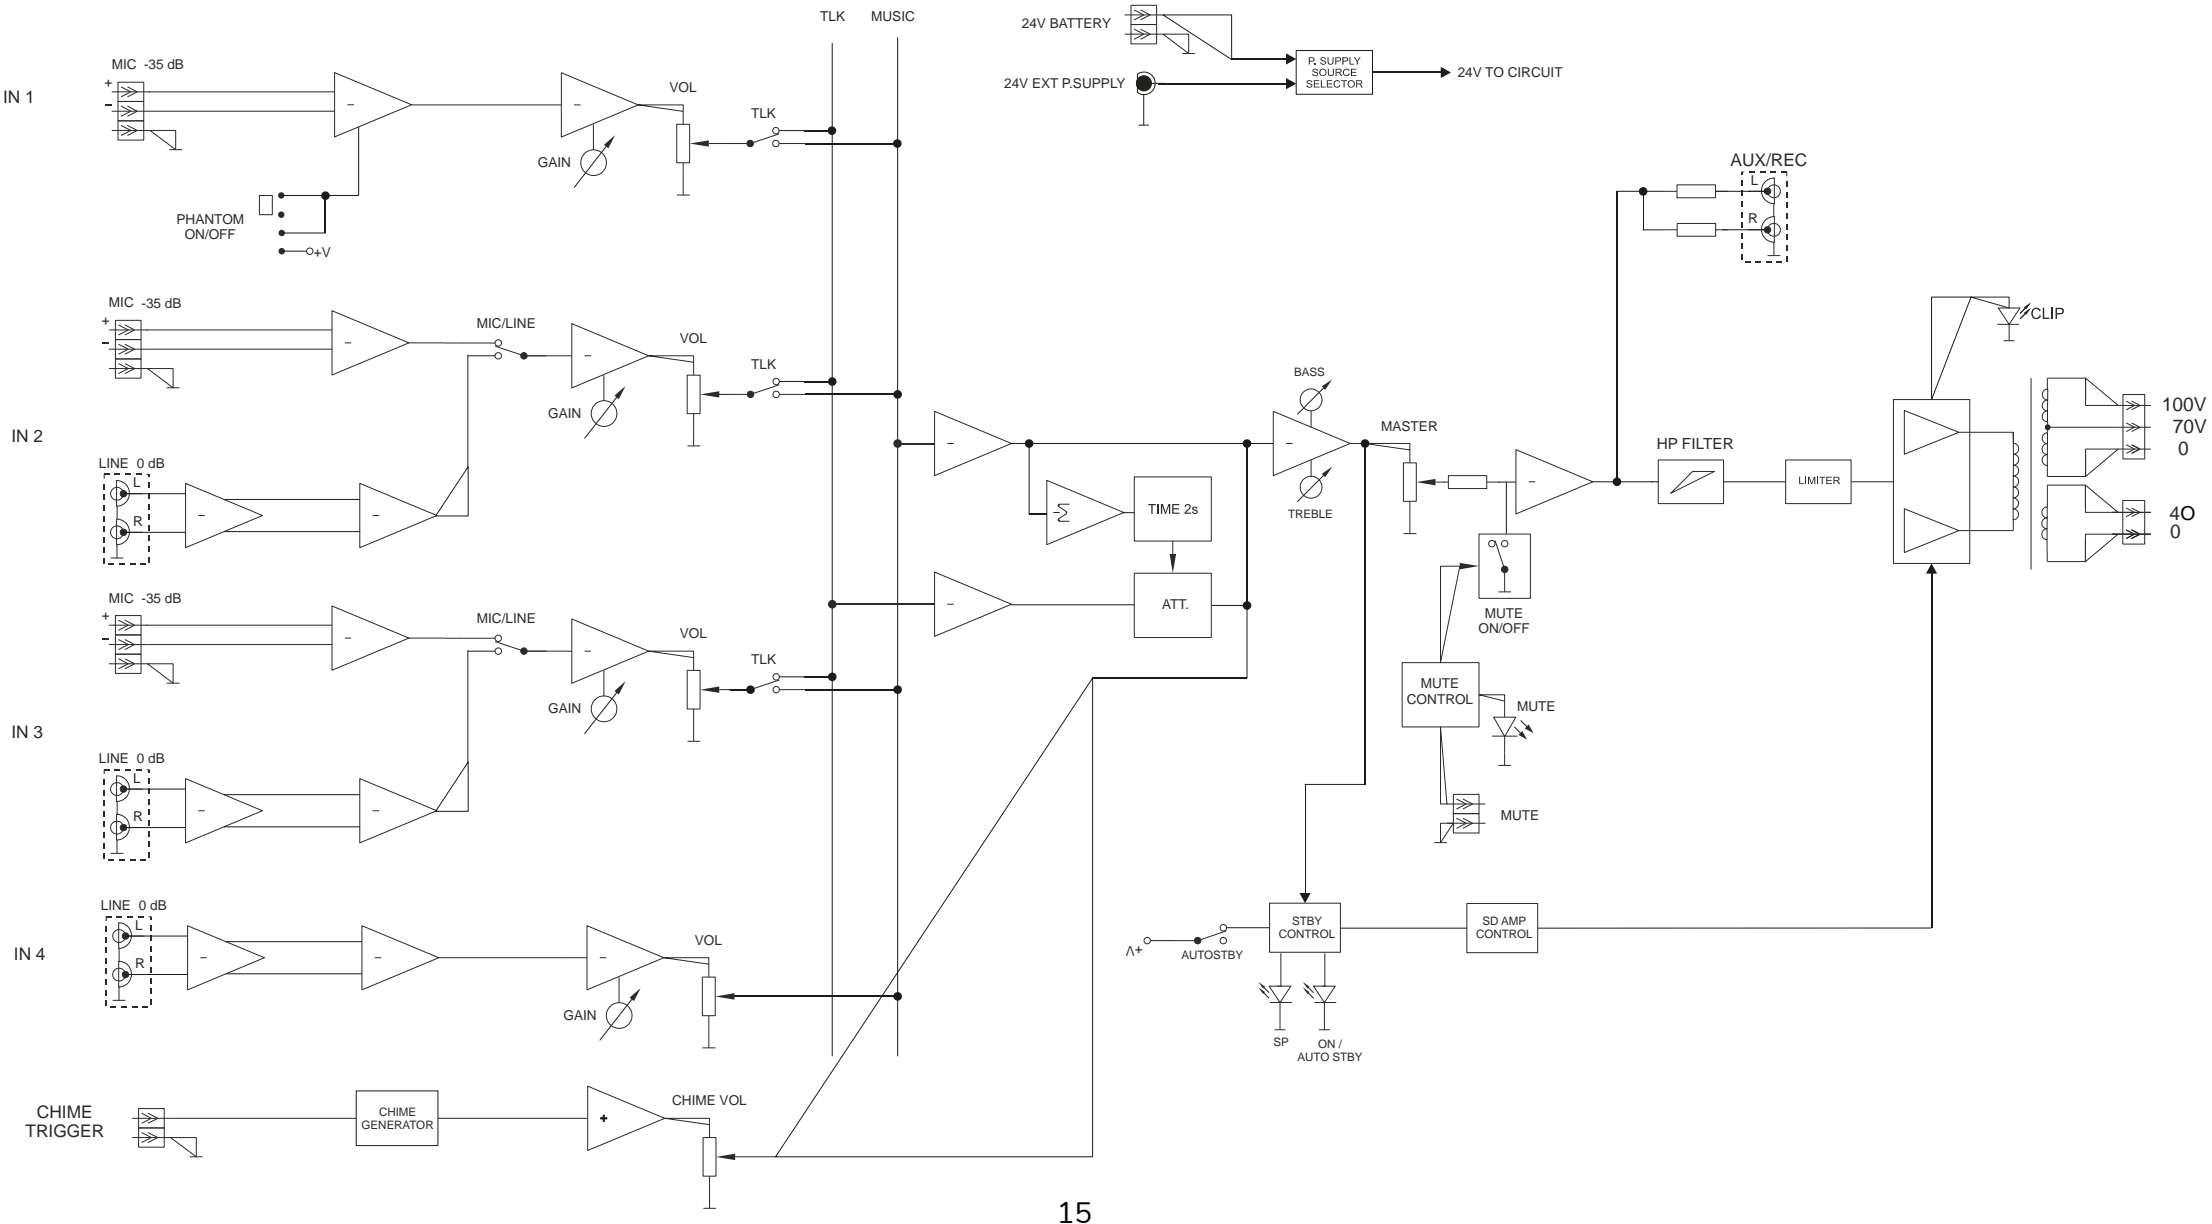 TLK MUSIC
24V BATTERY
P. SUPPLY
SOURCE
SELECTOR
24V TO CIRCUIT
24V EXT P.SUPPLY
IN 1
MIC -35 dB
+
−
−
−
GAIN
VOL
TLK
PHANTOM
ON/OFF
+V
AUX/REC
L
R
IN 2
MIC -35 dB
+
−
−
MIC/LINE
−
GAIN
VOL
TLK
LINE 0 dB
L
R
−
−
IN 3
MIC -35 dB
+
−
−
MIC/LINE
−
GAIN
VOL
TLK
LINE 0 dB
L
R
−
−
IN 4
LINE 0 dB
L
R
−
−
−
GAIN
VOL
CHIME
TRIGGER
CHIME
GENERATOR
+
CHIME VOL
−
−Σ
TIME 2s
−
ATT.
BASS
−
TREBLE
MASTER
−
HP FILTER
LIMITER
CLIP
100V
70V
0
4O
0
MUTE
ON/OFF
MUTE
CONTROL
MUTE
MUTE
Λ+
AUTOSTBY
STBY
CONTROL
SD AMP
CONTROL
SP
ON /
AUTO STBY
15